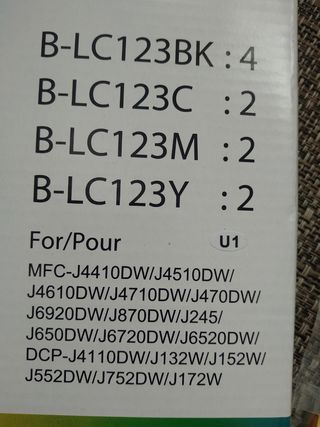 B-LC123BK : 4
B-LC123C : 2
B-LC123M : 2
B-LC123Y : 2
For/Pour U1
MFC-J4410DW/J4510DW/
J4610DW/J4710DW/J470DW/
J6920DW/J870DW/J245/
J650DW/J6720DW/J6520DW/
DCP-J4110DW/J132W/J152W/
J552DW/J752DW/J172W